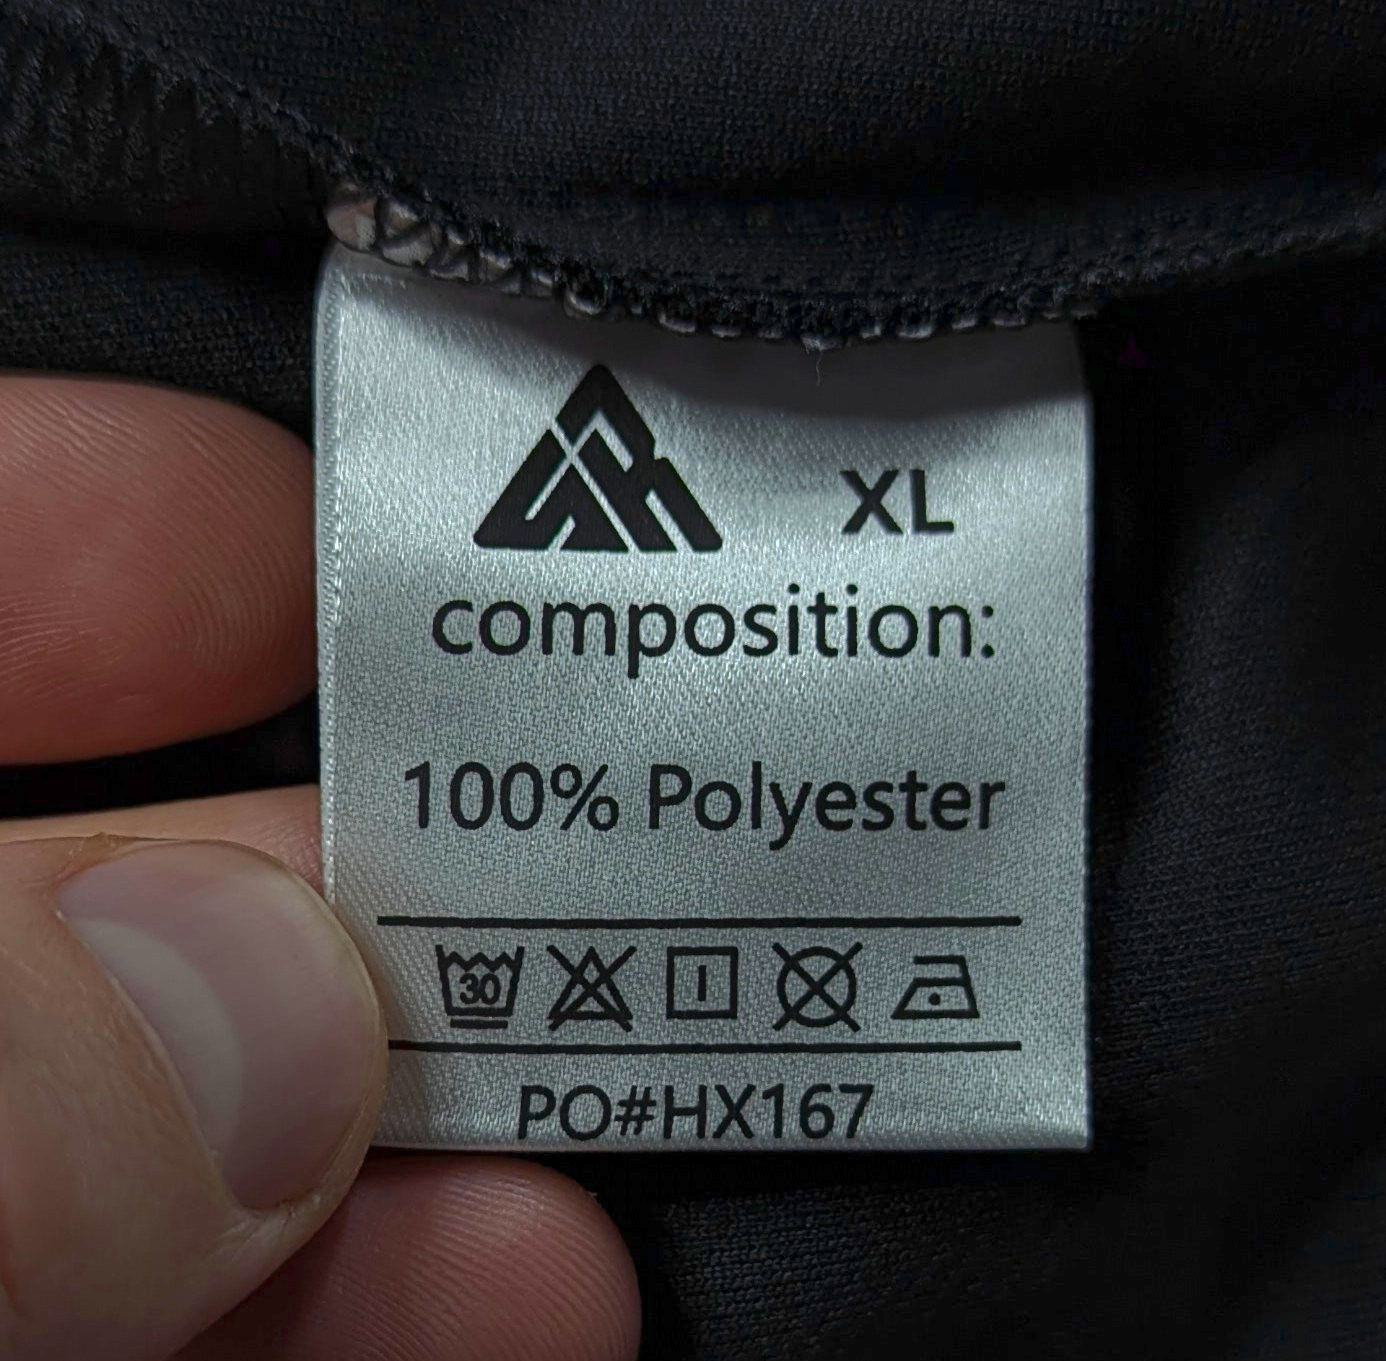 XL
composition:
100% Polyester
30
PO#HX167